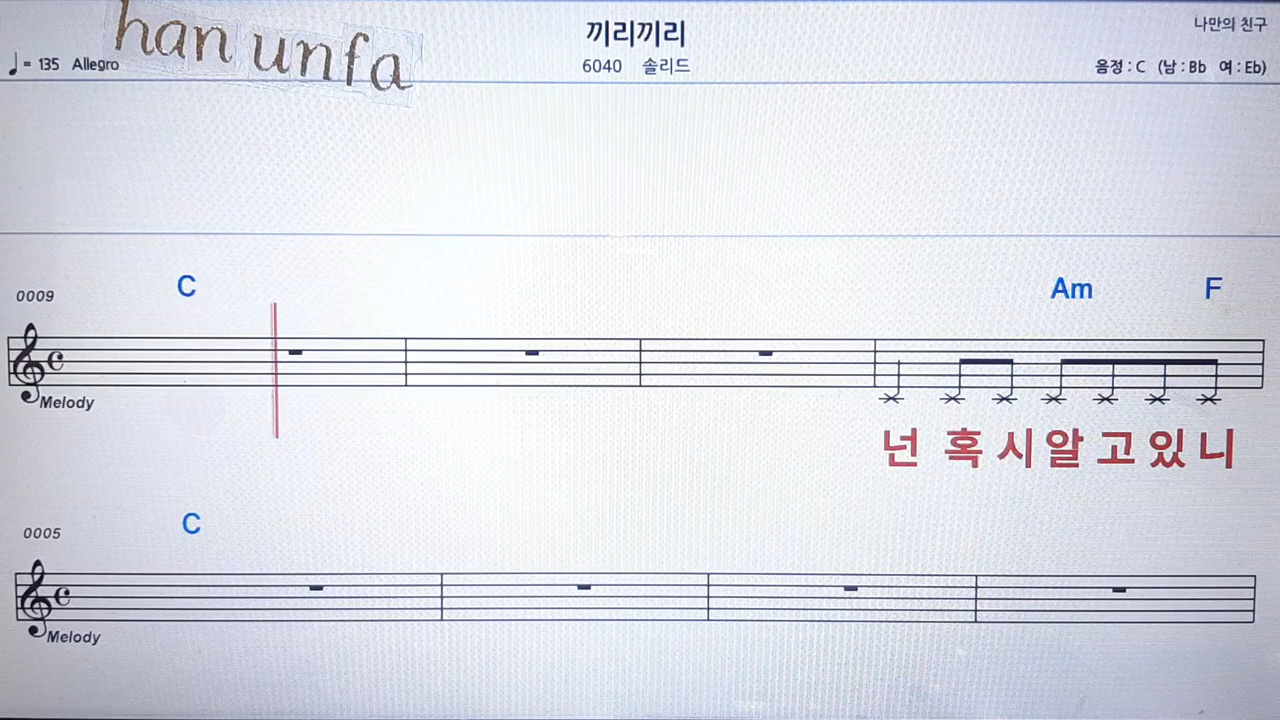 han unfa
끼리끼리
나만의 친구
♩= 135 Allegro
6040 솔리드
음정 : C (남 : Bb 여 : Eb)
C Am F
0009
Melody
넌 혹시알고있니
C
0005
Melody